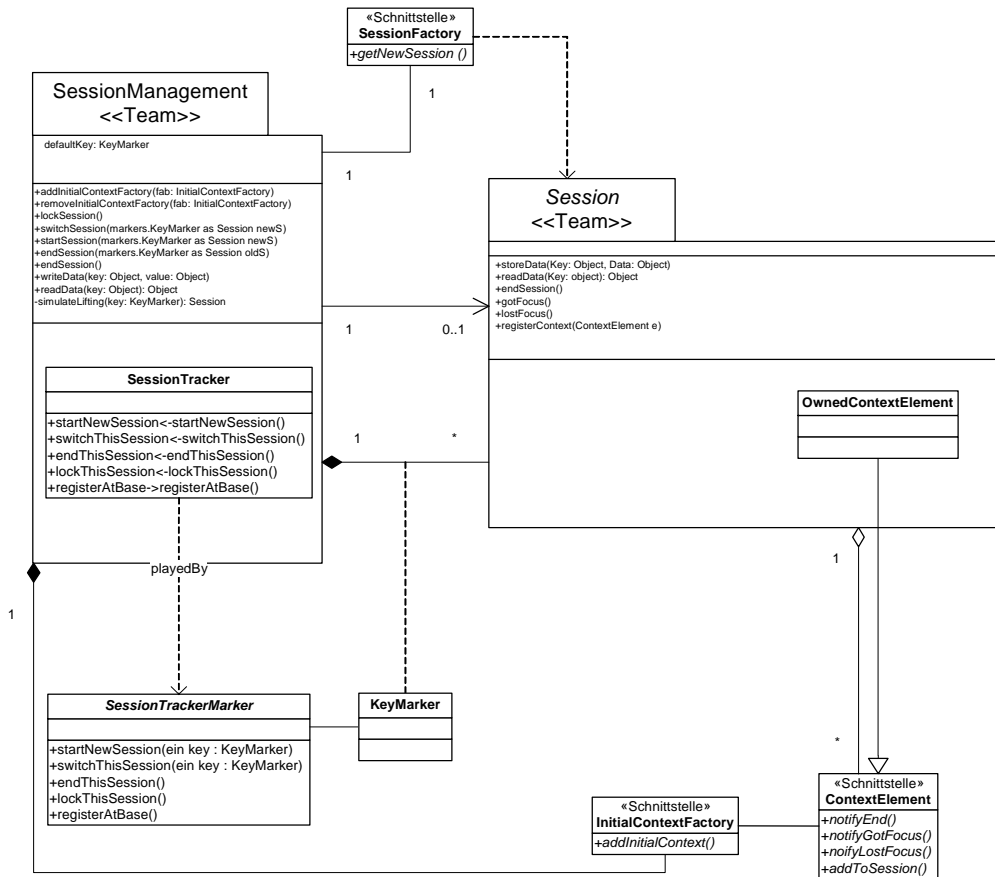 «Schnittstelle»
SessionFactory
+getNewSession ()
1
SessionManagement
<<Team>>
defaultKey: KeyMarker
1
+addInitialContextFactory(fab: InitialContextFactory)
+removeInitialContextFactory(fab: InitialContextFactory)
+lockSession()
+switchSession(markers.KeyMarker as Session newS)
+startSession(markers.KeyMarker as Session newS)
+endSession(markers.KeyMarker as Session oldS)
+endSession()
+writeData(key: Object, value: Object)
+readData(key: Object): Object
-simulateLifting(key: KeyMarker): Session
Session
<<Team>>
+storeData(Key: Object, Data: Object)
+readData(Key: object): Object
+endSession()
+gotFocus()
+lostFocus()
+registerContext(ContextElement e)
1
0..1
SessionTracker
+startNewSession<-startNewSession()
+switchThisSession<-switchThisSession()
+endThisSession<-endThisSession()
+lockThisSession<-lockThisSession()
+registerAtBase->registerAtBase()
1
*
OwnedContextElement
playedBy
1
1
SessionTrackerMarker
+startNewSession(ein key : KeyMarker)
+switchThisSession(ein key : KeyMarker)
+endThisSession()
+lockThisSession()
+registerAtBase()
KeyMarker
*
«Schnittstelle»
InitialContextFactory
+addInitialContext()
«Schnittstelle»
ContextElement
+notifyEnd()
+notifyGotFocus()
+noifyLostFocus()
+addToSession()